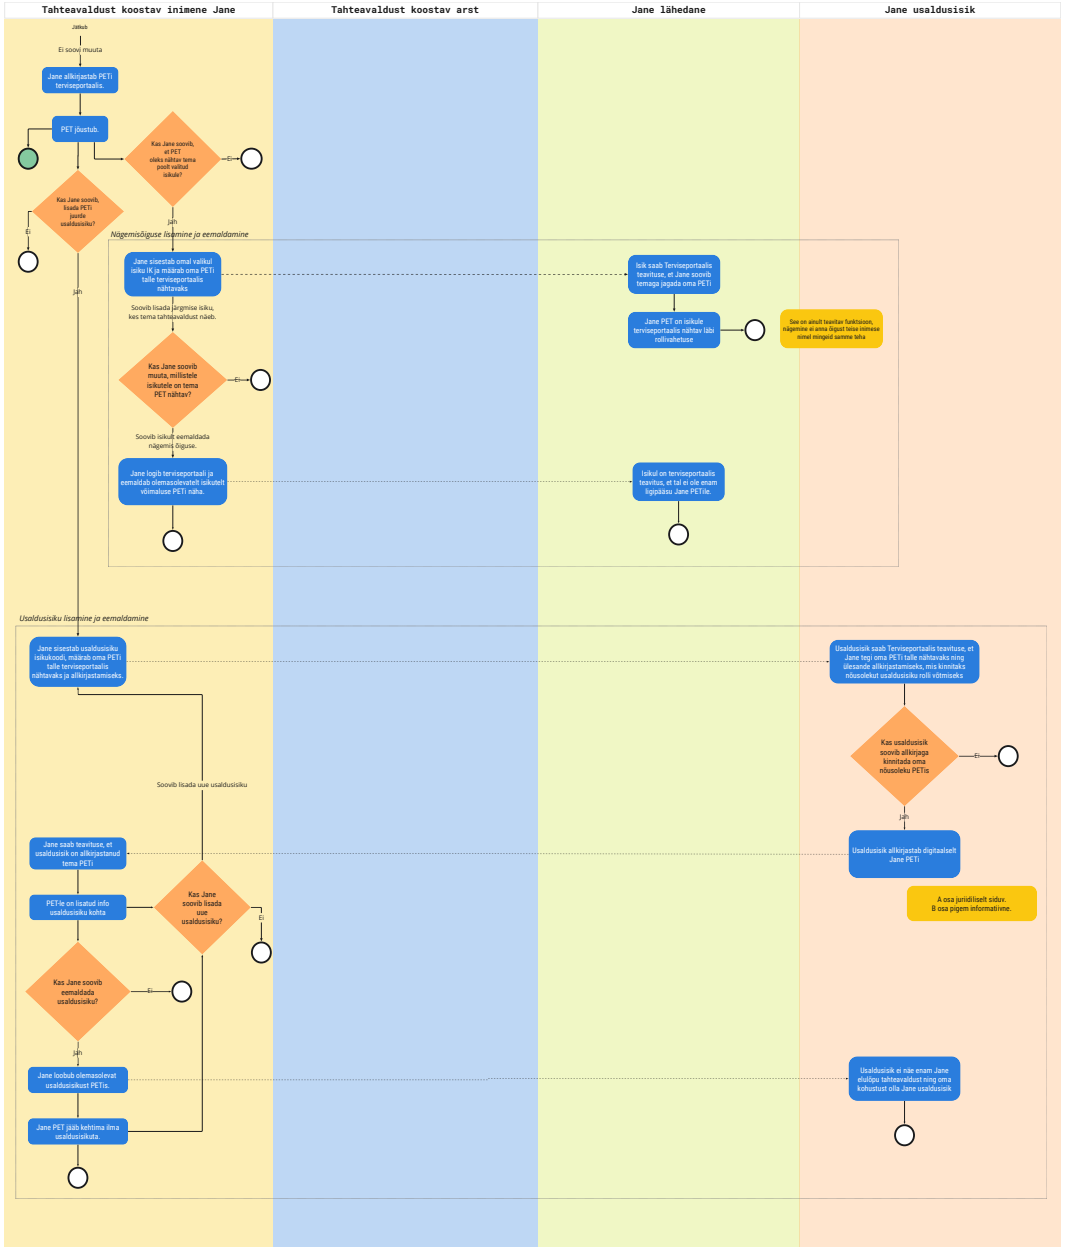 Tahteavaldust koostav inimene Jane
Tahteavaldust koostav arst
Jane lähedane
Jane usaldusisik
Jätkub
Ei soovi muuta
Jane allkirjastab PETi
terviseportaalis.
PET jõustub.
Kas Jane soovib,
et PET
oleks nähtav tema
poolt valitud
isikule?
Ei
Kas Jane soovib,
lisada PETi
juurde
usaldusisiku?
Ei
Jah
Jah
Nägemisõiguse lisamine ja eemaldamine
Jane sisestab omal valikul
isiku IK ja määrab oma PETi
talle terviseportaalis
nähtavaks
Isik saab Terviseportaalis
teavituse, et Jane soovib
temaga jagada oma PETi
Soovib lisada järgmise isiku,
kes tema tahteavaldust näeb.
Jane PET on isikule
terviseportaalis nähtav läbi
rollivahetuse
See on ainult teavitav funktsioon,
nägemine ei anna õigust teise inimese
nimel mingeid samme teha
Kas Jane soovib
muuta, millistele
isikutele on tema
PET nähtav?
Ei
Soovib isikult eemaldada
nägemis õiguse.
Jane logib terviseportaali ja
eemaldab olemasolevatelt isikutelt
võimaluse PETi näha.
Isikul on terviseportaalis
teavitus, et tal ei ole enam
ligipääsu Jane PETile.
Usaldusisiku lisamine ja eemaldamine
Jane sisestab usaldusisiku
isikukoodi, määrab oma PETi
talle terviseportaalis
nähtavaks ja allkirjastamiseks.
Usaldusisik saab Terviseportaalis teavituse, et
Jane tegi oma PETi talle nähtavaks ning
ülesande allkirjastamiseks, mis kinnitaks
nõusolekut usaldusisiku rolli võtmiseks
Kas usaldusisik
soovib allkirjaga
kinnitada oma
nõusoleku PETis
Ei
Soovib lisada uue usaldusisiku
Jah
Jane saab teavituse, et
usaldusisik on allkirjastanud
tema PETi
Usaldusisik allkirjastab digitaalselt
Jane PETi
PET-le on lisatud info
usaldusisiku kohta
Kas Jane
soovib lisada
uue
usaldusisiku?
Ei
A osa juriidiliselt siduv.
B osa pigem informatiivne.
Kas Jane soovib
eemaldada
usaldusisiku?
Ei
Jah
Jane loobub olemasolevat
usaldusisikust PETis.
Usaldusisik ei näe enam Jane
elulõpu tahteavaldust ning oma
kohustust olla Jane usaldusisik
Jane PET jääb kehtima ilma
usaldusisikuta.